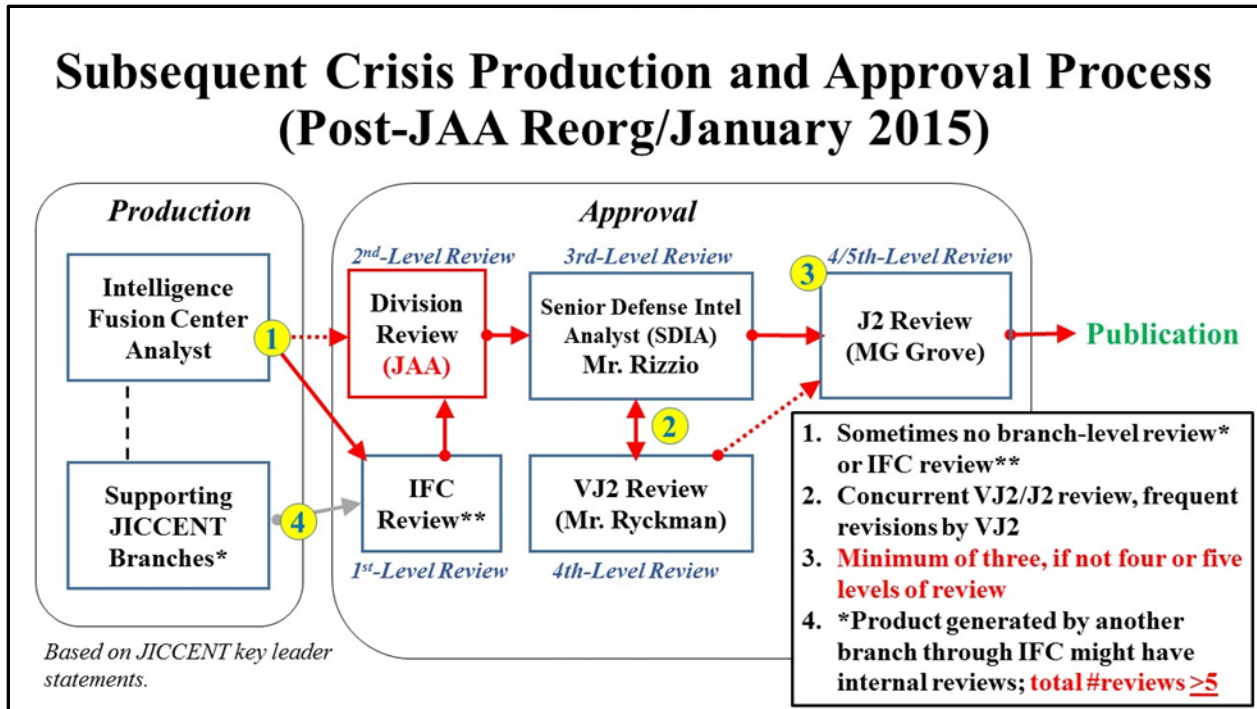 Subsequent Crisis Production and Approval Process
(Post-JAA Reorg/January 2015)
Production
Intelligence
Fusion Center
Analyst
1
Supporting
JICCENT
Branches*
4
Based on JICCENT key leader
statements.
Approval
2nd-Level Review
Division
Review
(JAA)
3rd-Level Review
Senior Defense Intel
Analyst (SDIA)
Mr. Rizzio
3
4/5th-Level Review
J2 Review
(MG Grove)
Publication
2
IFC
Review**
1st-Level Review
VJ2 Review
(Mr. Ryckman)
4th-Level Review
1. Sometimes no branch-level review*
or IFC review**
2. Concurrent VJ2/J2 review, frequent
revisions by VJ2
3. Minimum of three, if not four or five
levels of review
4. *Product generated by another
branch through IFC might have
internal reviews; total #reviews >5